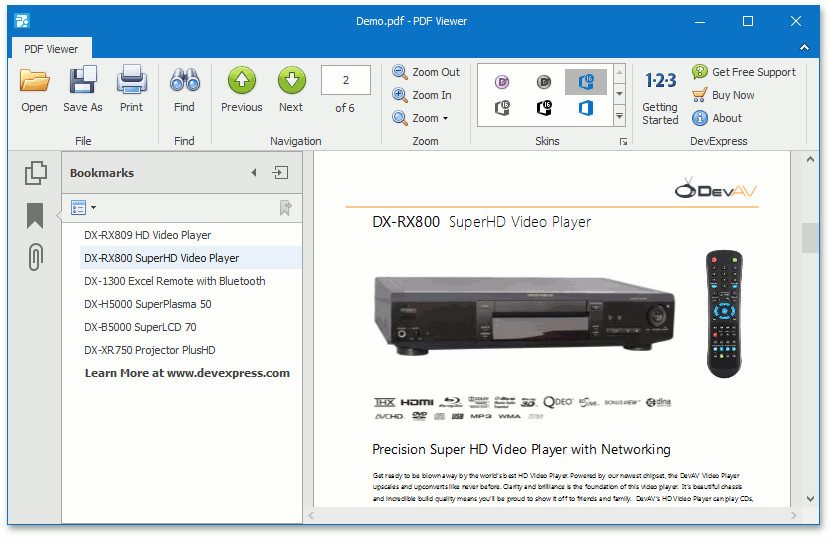 Demo.pdf - PDF Viewer
PDF Viewer
Open
Save As
Print
Find
Previous
Next
2
of 6
Zoom Out
Zoom In
Zoom
1·2·3
Getting
Started
Get Free Support
Buy Now
About
File
Find
Navigation
Zoom
Skins
DevExpress
Bookmarks
DX-RX809 HD Video Player
DX-RX800 SuperHD Video Player
DX-1300 Excel Remote with Bluetooth
DX-H5000 SuperPlasma 50
DX-B5000 SuperLCD 70
DX-XR750 Projector PlusHD
Learn More at www.devexpress.com
DevAV
DX-RX800 SuperHD Video Player
THX HDMI QDEO BONUSVIEW dlna
AVCHD DVD USB MP3 WMA
Precision Super HD Video Player with Networking
Get ready to be blown away by the world's best HD Video Player. Powered by our newest chipset, the DevAV Video Player
upscales and upconverts like never before. Clarity and brilliance is the foundation of this video player. It's beautiful chassis
and incredible build quality means you'll be proud to show it off to friends and family. DevAV's HD Video Player can play CDs,